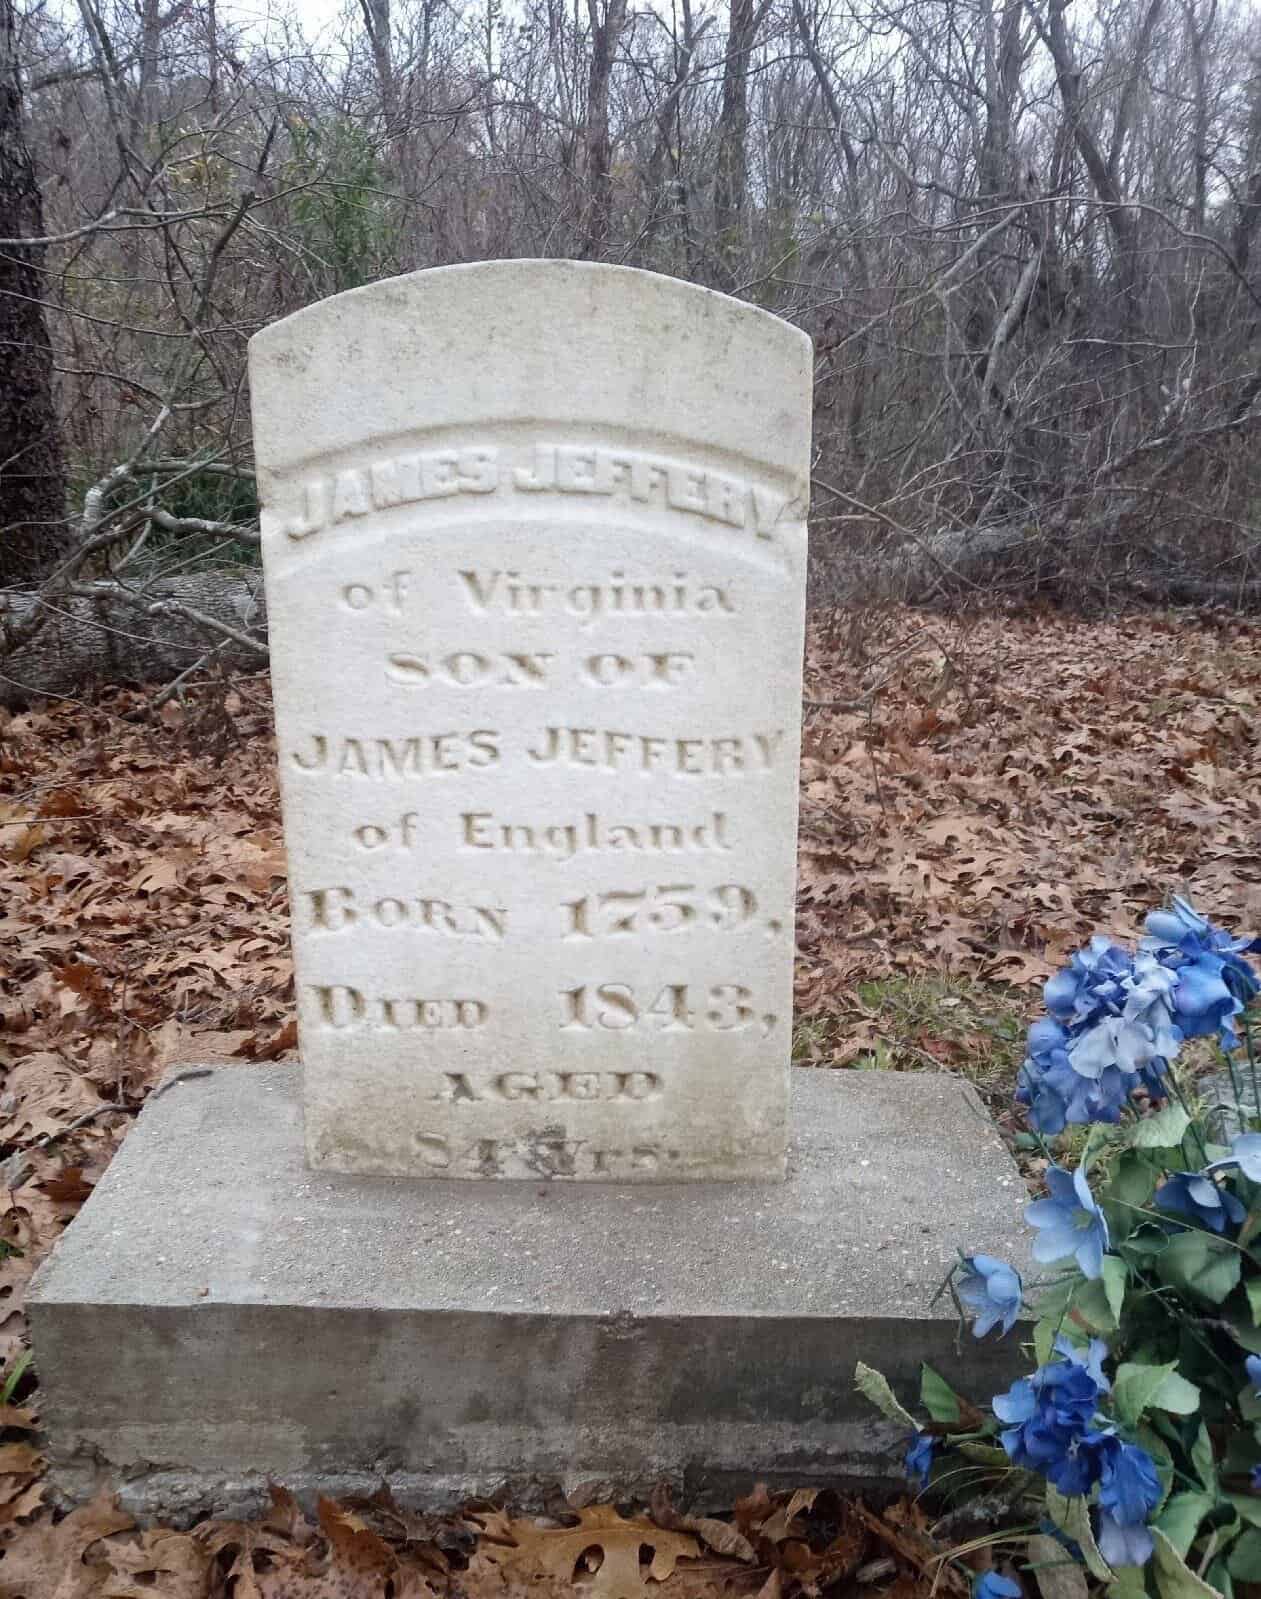 JAMES JEFFERY
of Virginia
SON OF
JAMES JEFFERY
of England
BORN 1759,
DIED 1843,
AGED
84 Yrs.